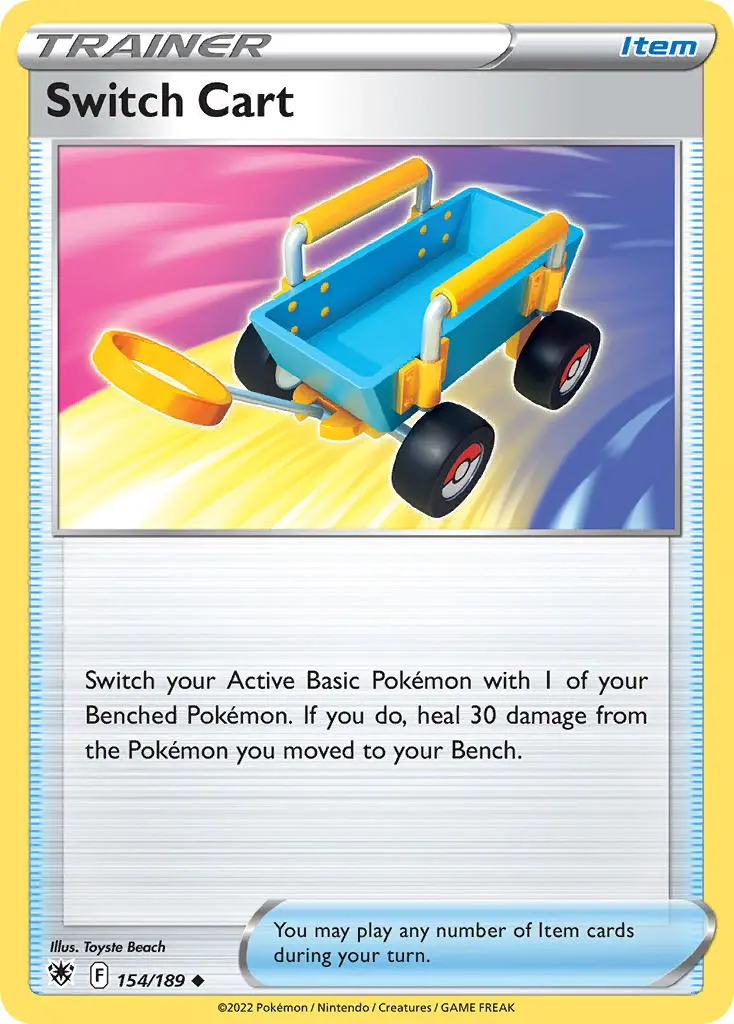 TRAINER
Item
Switch Cart
Switch your Active Basic Pokémon with 1 of your
Benched Pokémon. If you do, heal 30 damage from
the Pokémon you moved to your Bench.
You may play any number of Item cards
during your turn.
Illus. Toyste Beach
F 154/189
©2022 Pokémon / Nintendo / Creatures / GAME FREAK